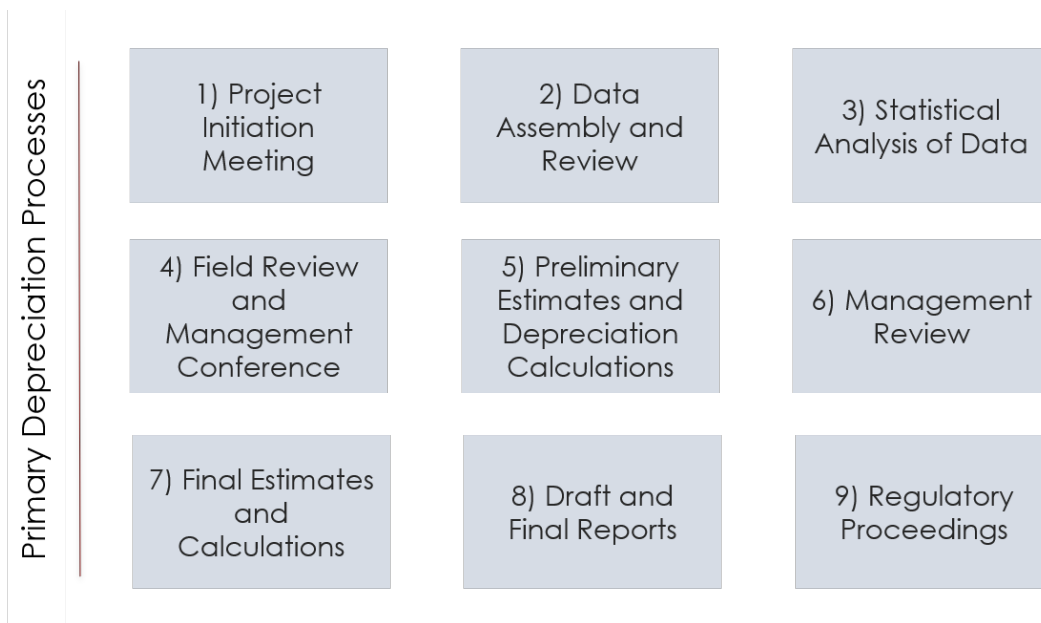 Primary Depreciation Processes
1) Project
Initiation
Meeting
2) Data
Assembly and
Review
3) Statistical
Analysis of Data
4) Field Review
and
Management
Conference
5) Preliminary
Estimates and
Depreciation
Calculations
6) Management
Review
7) Final Estimates
and
Calculations
8) Draft and
Final Reports
9) Regulatory
Proceedings